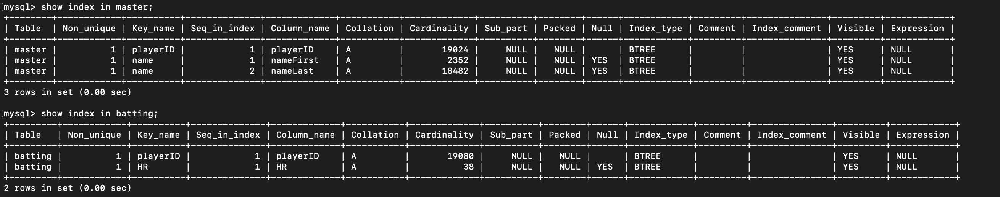 [mysql> show index in master;
+--------+------------+----------+--------------+-------------+-----------+-------------+----------+--------+------+------------+---------+---------------+---------+------------+
| Table  | Non_unique | Key_name | Seq_in_index | Column_name | Collation | Cardinality | Sub_part | Packed | Null | Index_type | Comment | Index_comment | Visible | Expression |
+--------+------------+----------+--------------+-------------+-----------+-------------+----------+--------+------+------------+---------+---------------+---------+------------+
| master |          1 | playerID |            1 | playerID    | A         |       19024 |     NULL |   NULL |      | BTREE      |         |               | YES     | NULL       |
| master |          1 | name     |            1 | nameFirst   | A         |        2352 |     NULL |   NULL | YES  | BTREE      |         |               | YES     | NULL       |
| master |          1 | name     |            2 | nameLast    | A         |       18482 |     NULL |   NULL | YES  | BTREE      |         |               | YES     | NULL       |
+--------+------------+----------+--------------+-------------+-----------+-------------+----------+--------+------+------------+---------+---------------+---------+------------+
3 rows in set (0.00 sec)

[mysql> show index in batting;
+---------+------------+----------+--------------+-------------+-----------+-------------+----------+--------+------+------------+---------+---------------+---------+------------+
| Table   | Non_unique | Key_name | Seq_in_index | Column_name | Collation | Cardinality | Sub_part | Packed | Null | Index_type | Comment | Index_comment | Visible | Expression |
+---------+------------+----------+--------------+-------------+-----------+-------------+----------+--------+------+------------+---------+---------------+---------+------------+
| batting |          1 | playerID |            1 | playerID    | A         |       19080 |     NULL |   NULL |      | BTREE      |         |               | YES     | NULL       |
| batting |          1 | HR       |            1 | HR          | A         |          38 |     NULL |   NULL | YES  | BTREE      |         |               | YES     | NULL       |
+---------+------------+----------+--------------+-------------+-----------+-------------+----------+--------+------+------------+---------+---------------+---------+------------+
2 rows in set (0.00 sec)